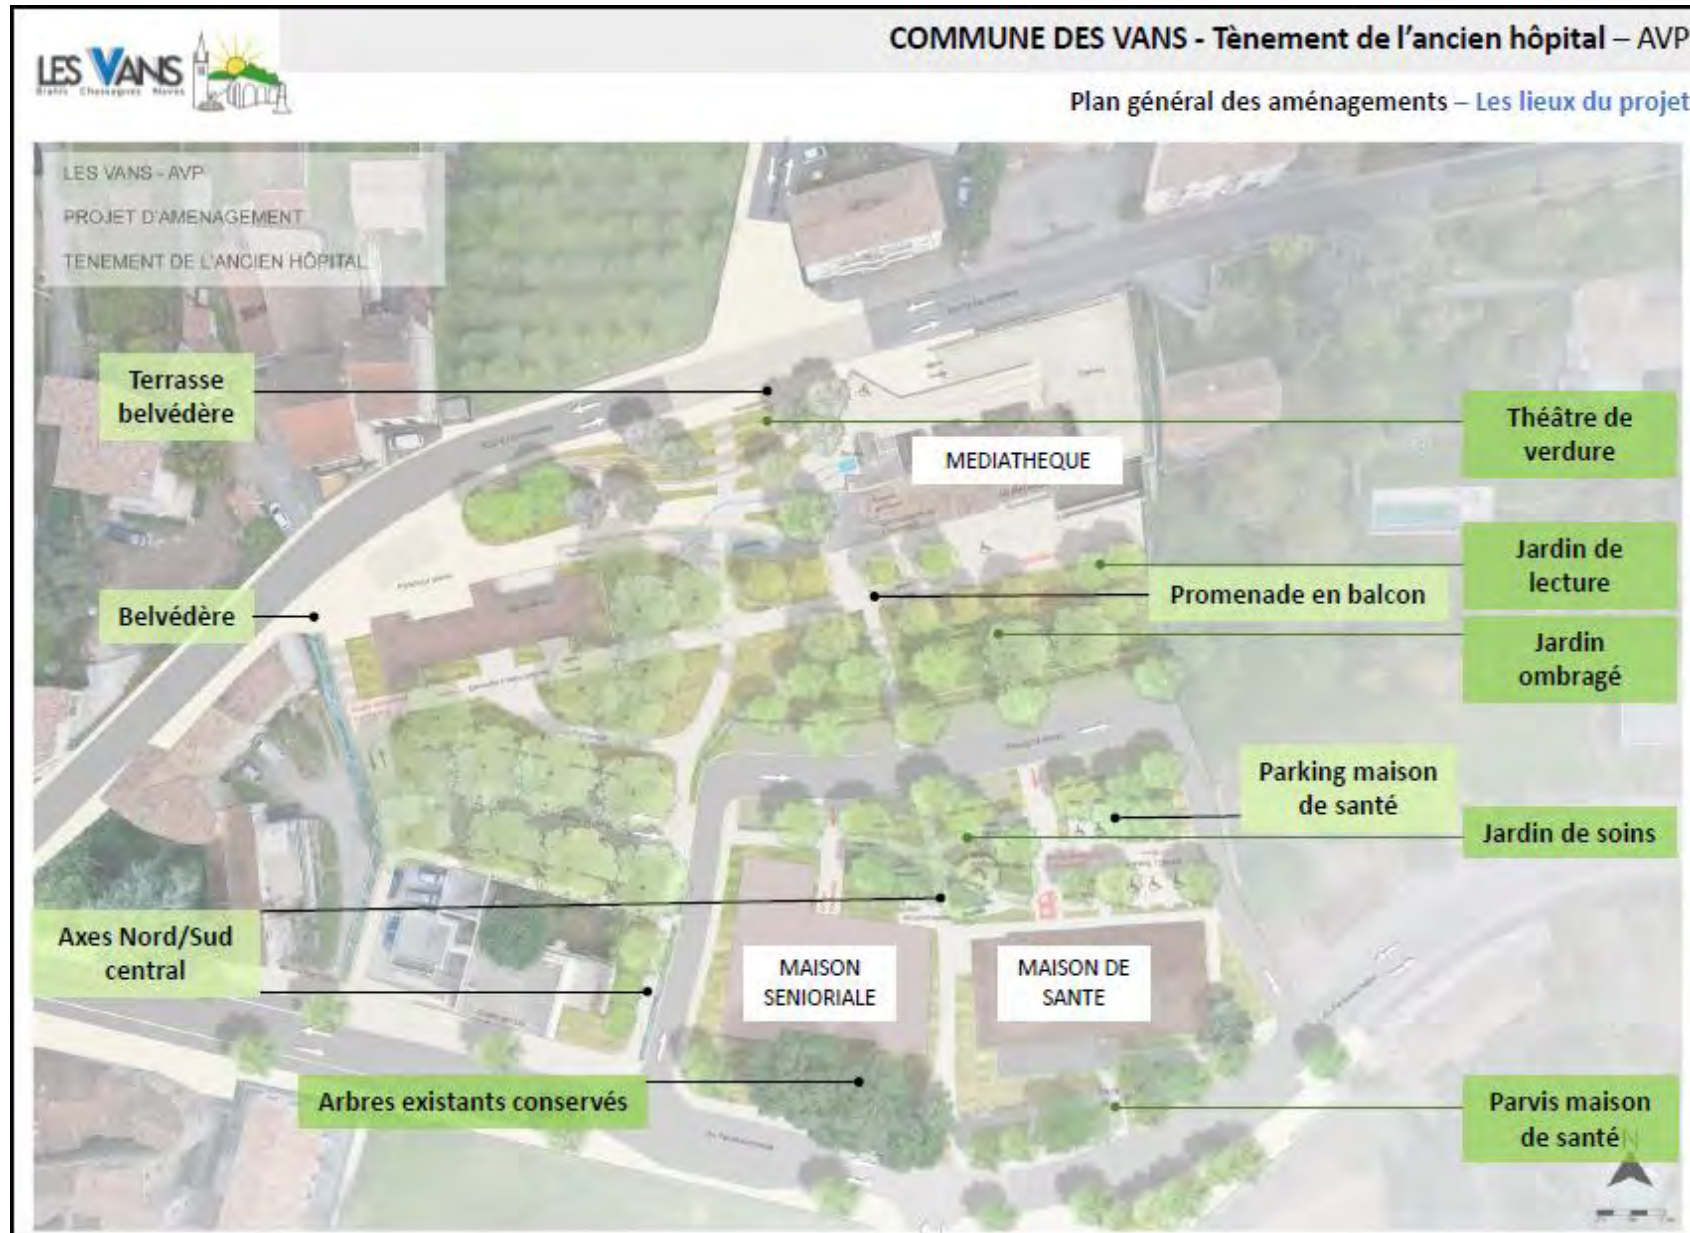 COMMUNE DES VANS - Tènement de l'ancien hôpital – AVP
LES VANS
Plan général des aménagements – Les lieux du projet
LES VANS - AVP
PROJET D'AMENAGEMENT
TENEMENT DE L'ANCIEN HÔPITAL
Terrasse
belvédère
Théâtre de
verdure
MEDIATHEQUE
Jardin de
lecture
Promenade en balcon
Belvédère
Jardin
ombragé
Parking maison
de santé
Jardin de soins
Axes Nord/Sud
central
MAISON
SENIORIALE
MAISON DE
SANTE
Arbres existants conservés
Parvis maison
de santé
N